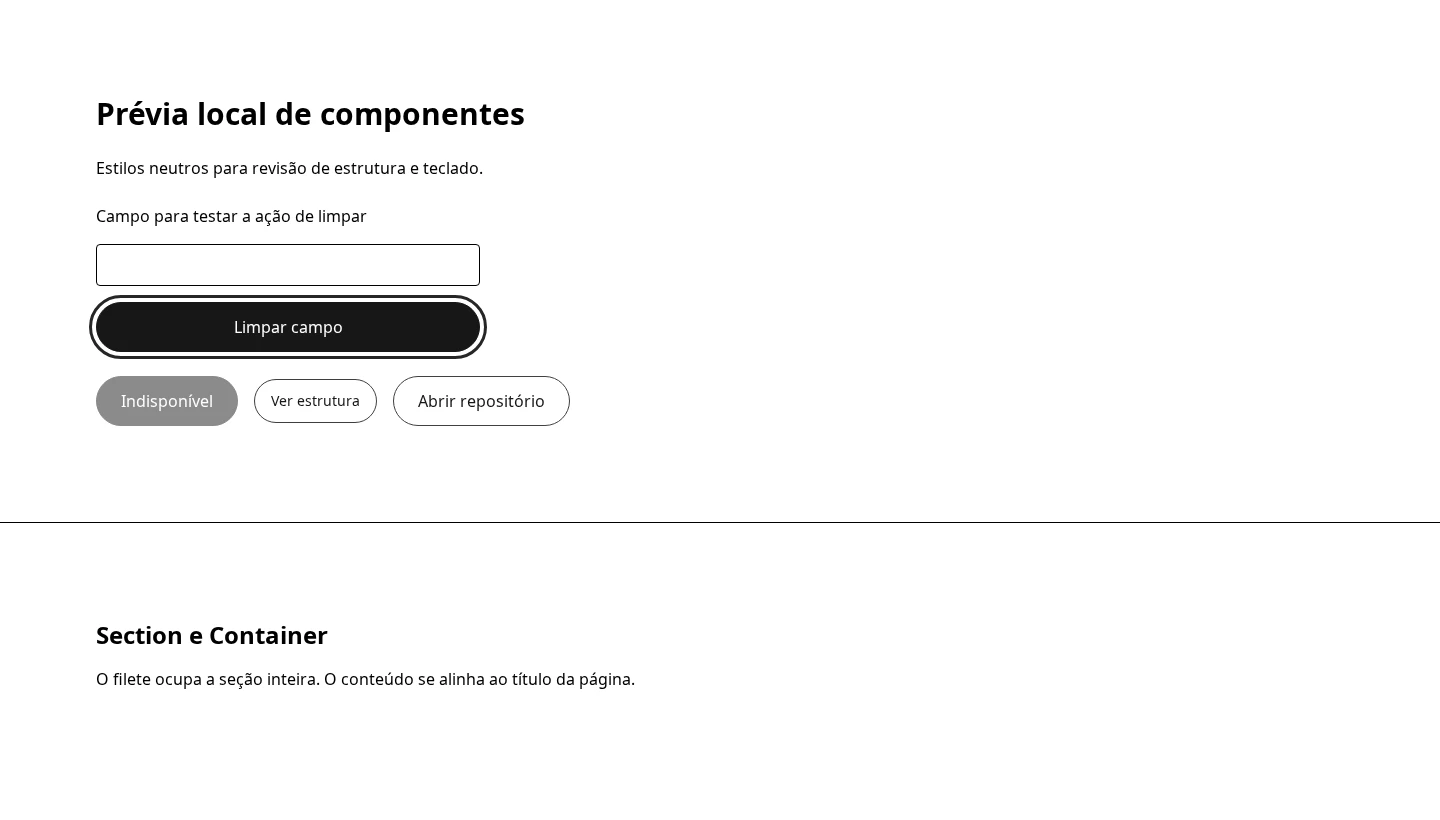 Prévia local de componentes
Estilos neutros para revisão de estrutura e teclado.
Campo para testar a ação de limpar
Limpar campo
Indisponível
Ver estrutura
Abrir repositório
Section e Container
O filete ocupa a seção inteira. O conteúdo se alinha ao título da página.